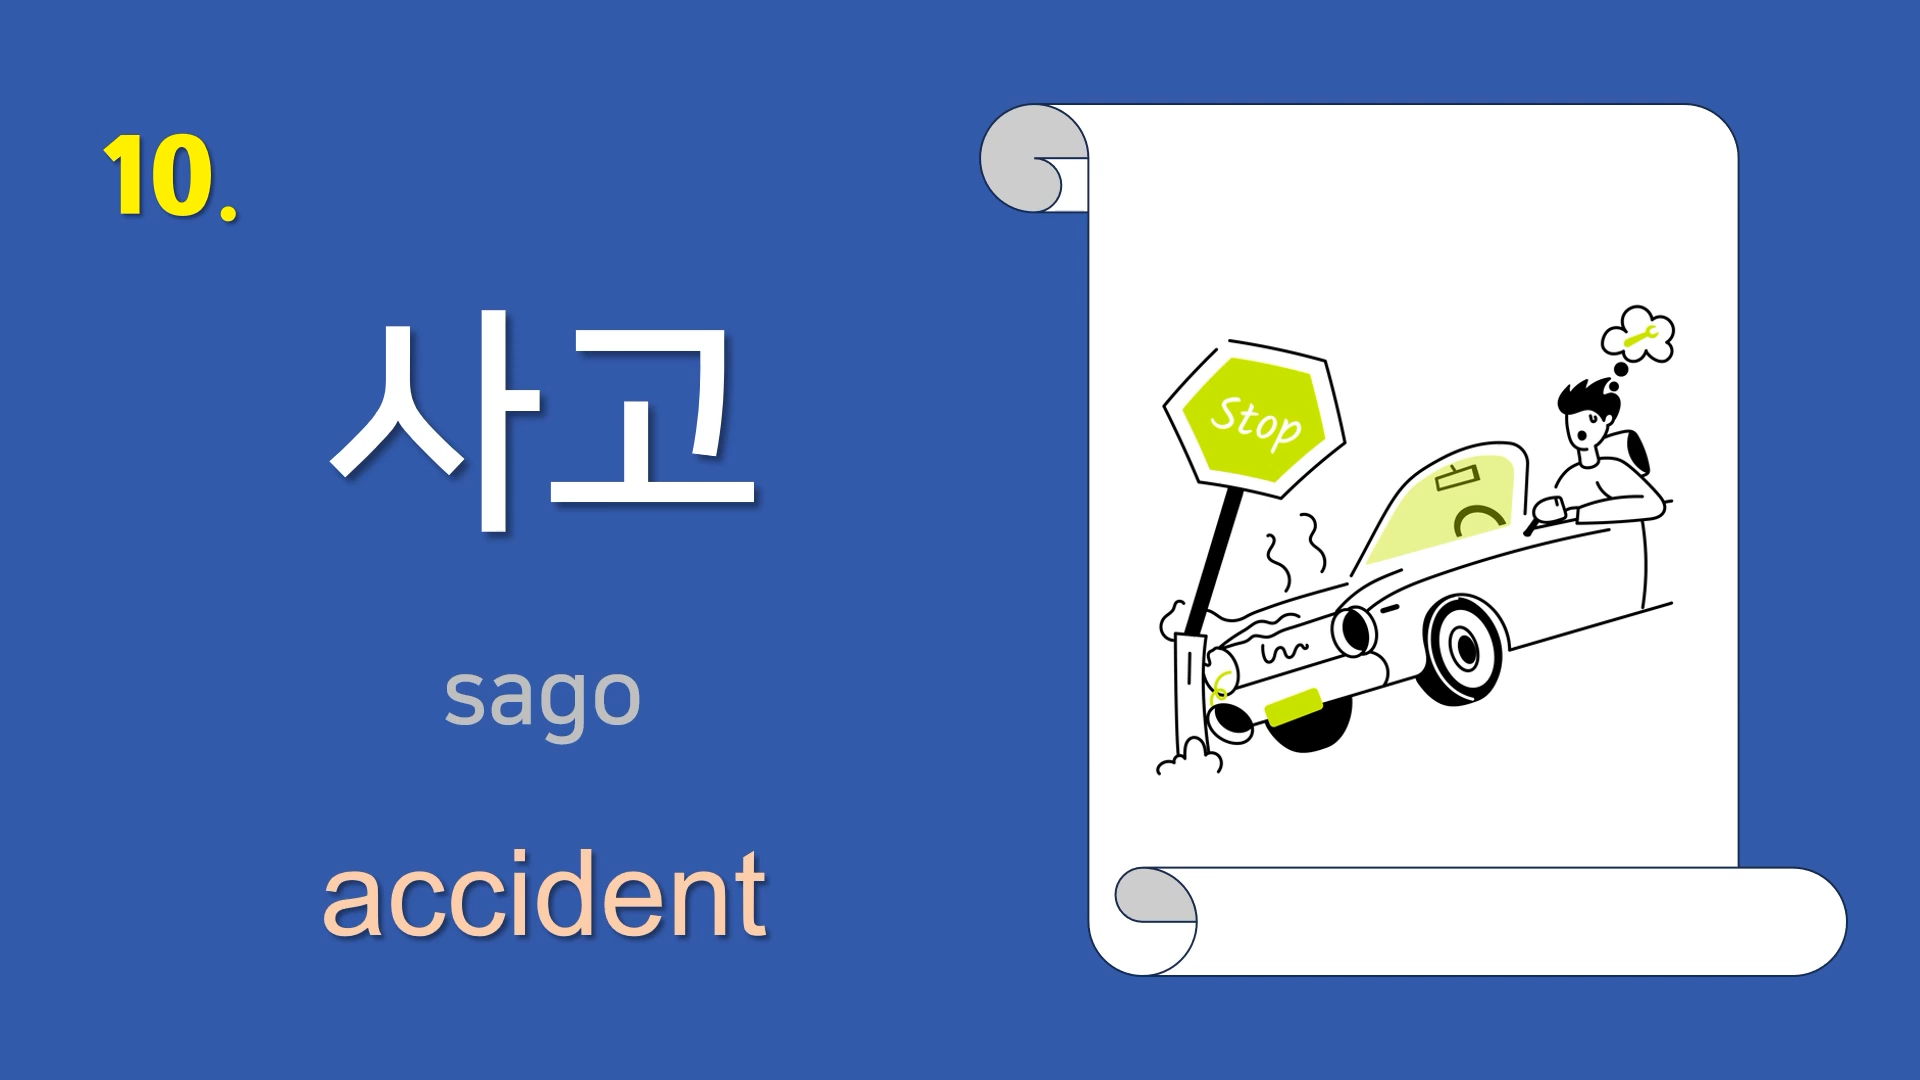 10.
사고
sago
accident
Stop